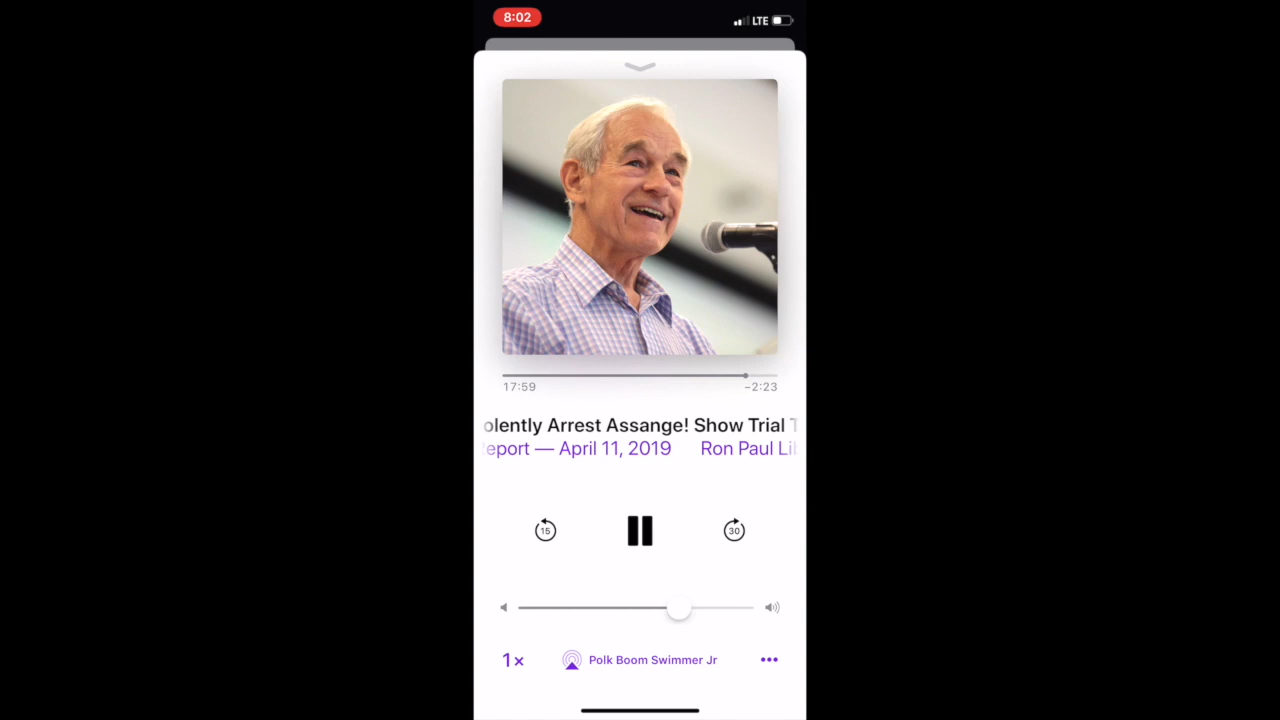 8:02 LTE
17:59 −2:23
olently Arrest Assange! Show Trial T
eport — April 11, 2019 Ron Paul Li
15 30
1× Polk Boom Swimmer Jr